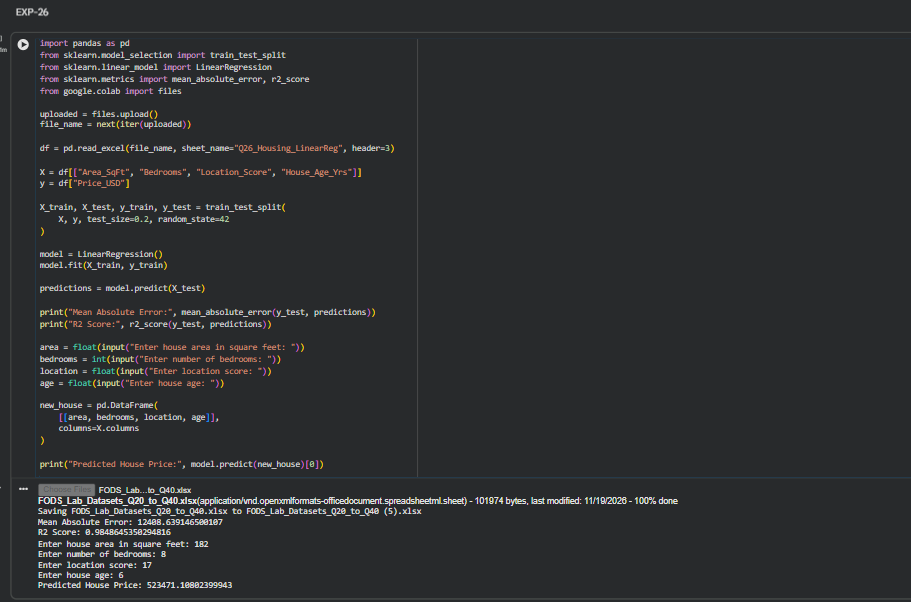 EXP-26
import pandas as pd
from sklearn.model_selection import train_test_split
from sklearn.linear_model import LinearRegression
from sklearn.metrics import mean_absolute_error, r2_score
from google.colab import files
uploaded = files.upload()
file_name = next(iter(uploaded))
df = pd.read_excel(file_name, sheet_name="Q26_Housing_LinearReg", header=3)
X = df[["Area_SqFt", "Bedrooms", "Location_Score", "House_Age_Yrs"]]
y = df["Price_USD"]
X_train, X_test, y_train, y_test = train_test_split(
    X, y, test_size=0.2, random_state=42
)
model = LinearRegression()
model.fit(X_train, y_train)
predictions = model.predict(X_test)
print("Mean Absolute Error:", mean_absolute_error(y_test, predictions))
print("R2 Score:", r2_score(y_test, predictions))
area = float(input("Enter house area in square feet: "))
bedrooms = int(input("Enter number of bedrooms: "))
location = float(input("Enter location score: "))
age = float(input("Enter house age: "))
new_house = pd.DataFrame(
    [[area, bedrooms, location, age]],
    columns=X.columns
)
print("Predicted House Price:", model.predict(new_house)[0])
Choose Files FODS_Lab...to_Q40.xlsx
FODS_Lab_Datasets_Q20_to_Q40.xlsx(application/vnd.openxmlformats-officedocument.spreadsheetml.sheet) - 101974 bytes, last modified: 11/19/2026 - 100% done
Saving FODS_Lab_Datasets_Q20_to_Q40.xlsx to FODS_Lab_Datasets_Q20_to_Q40 (5).xlsx
Mean Absolute Error: 12408.639146500107
R2 Score: 0.9848645350294816
Enter house area in square feet: 182
Enter number of bedrooms: 8
Enter location score: 17
Enter house age: 6
Predicted House Price: 523471.10802399943